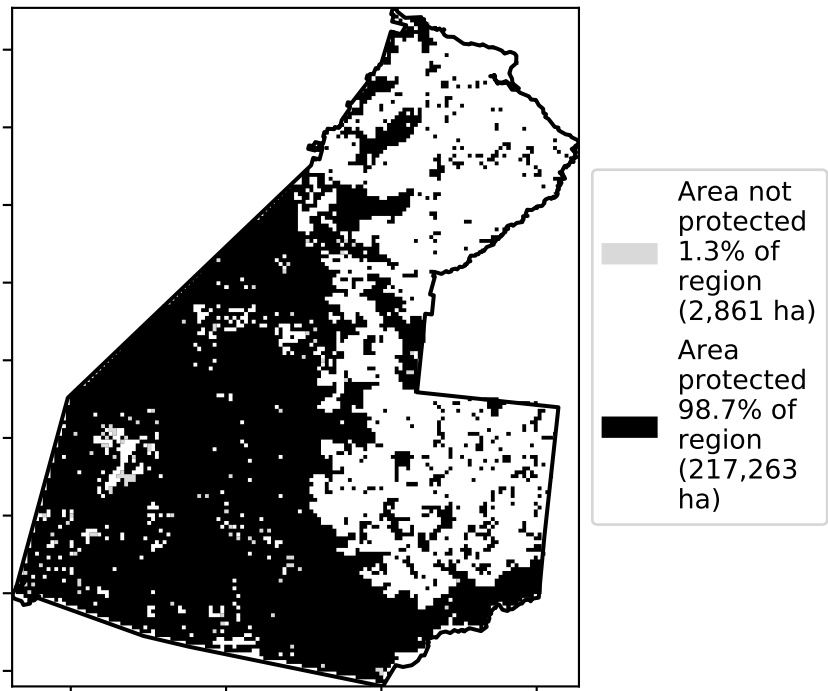 Area not
protected
1.3% of
region
(2,861 ha)
Area
protected
98.7% of
region
(217,263
ha)